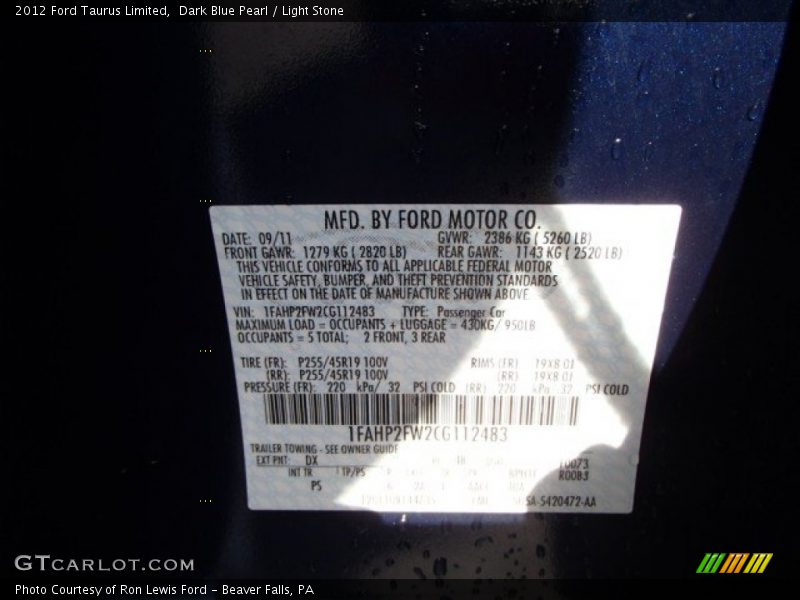 2012 Ford Taurus Limited, Dark Blue Pearl / Light Stone
MFD. BY FORD MOTOR CO.
DATE: 09/11 GVWR: 2386 KG ( 5260 LB)
FRONT GAWR: 1279 KG ( 2820 LB) REAR GAWR: 1143 KG ( 2520 LB)
THIS VEHICLE CONFORMS TO ALL APPLICABLE FEDERAL MOTOR
VEHICLE SAFETY, BUMPER, AND THEFT PREVENTION STANDARDS
IN EFFECT ON THE DATE OF MANUFACTURE SHOWN ABOVE.
VIN: 1FAHP2FW2CG112483 TYPE: Passenger Car
MAXIMUM LOAD = OCCUPANTS + LUGGAGE = 430KG/ 950LB
OCCUPANTS = 5 TOTAL; 2 FRONT, 3 REAR
TIRE (FR): P255/45R19 100V RIMS (FR) 19X8.0J
(RR): P255/45R19 100V (RR) 19X8.0J
PRESSURE (FR): 220 kPa/ 32 PSI COLD (RR) 220 kPa 32 PSI COLD
1FAHP2FW2CG112483
TRAILER TOWING - SEE OWNER GUIDE
EXT PNT: DX 10073
INT TR TP/PS R0083
PS
5A-5420472-AA
GTCARLOT.COM
Photo Courtesy of Ron Lewis Ford - Beaver Falls, PA